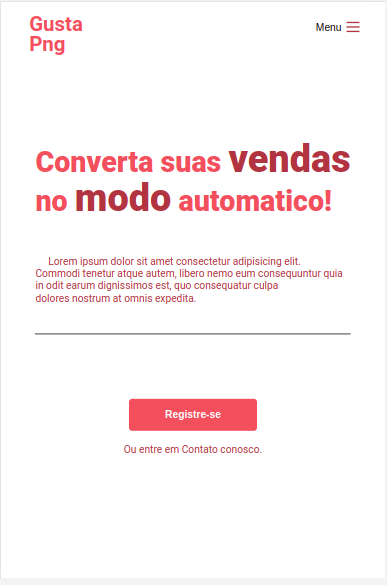 Gusta
Png
Menu
Converta suas vendas
no modo automatico!
Lorem ipsum dolor sit amet consectetur adipisicing elit.
Commodi tenetur atque autem, libero nemo eum consequuntur quia
in odit earum dignissimos est, quo consequatur culpa
dolores nostrum at omnis expedita.
Registre-se
Ou entre em Contato conosco.